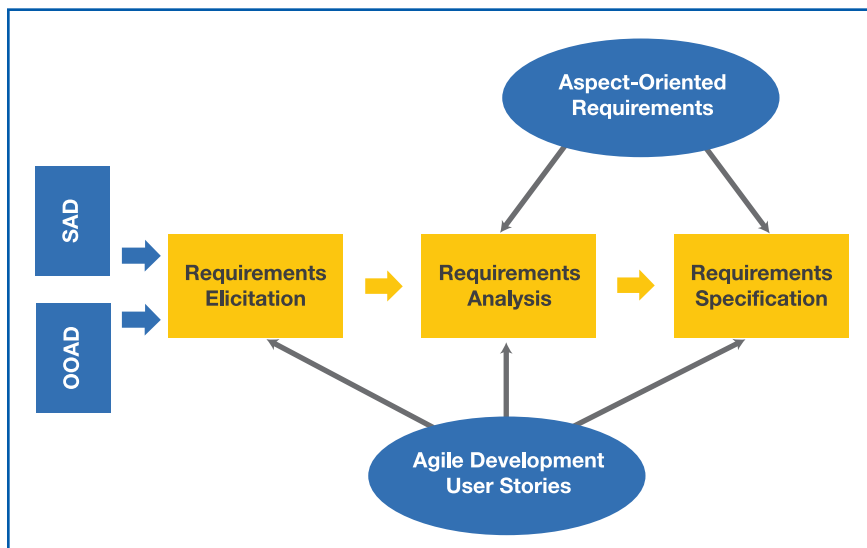 Aspect-Oriented
Requirements
SAD
OOAD
Requirements
Elicitation
Requirements
Analysis
Requirements
Specification
Agile Development
User Stories